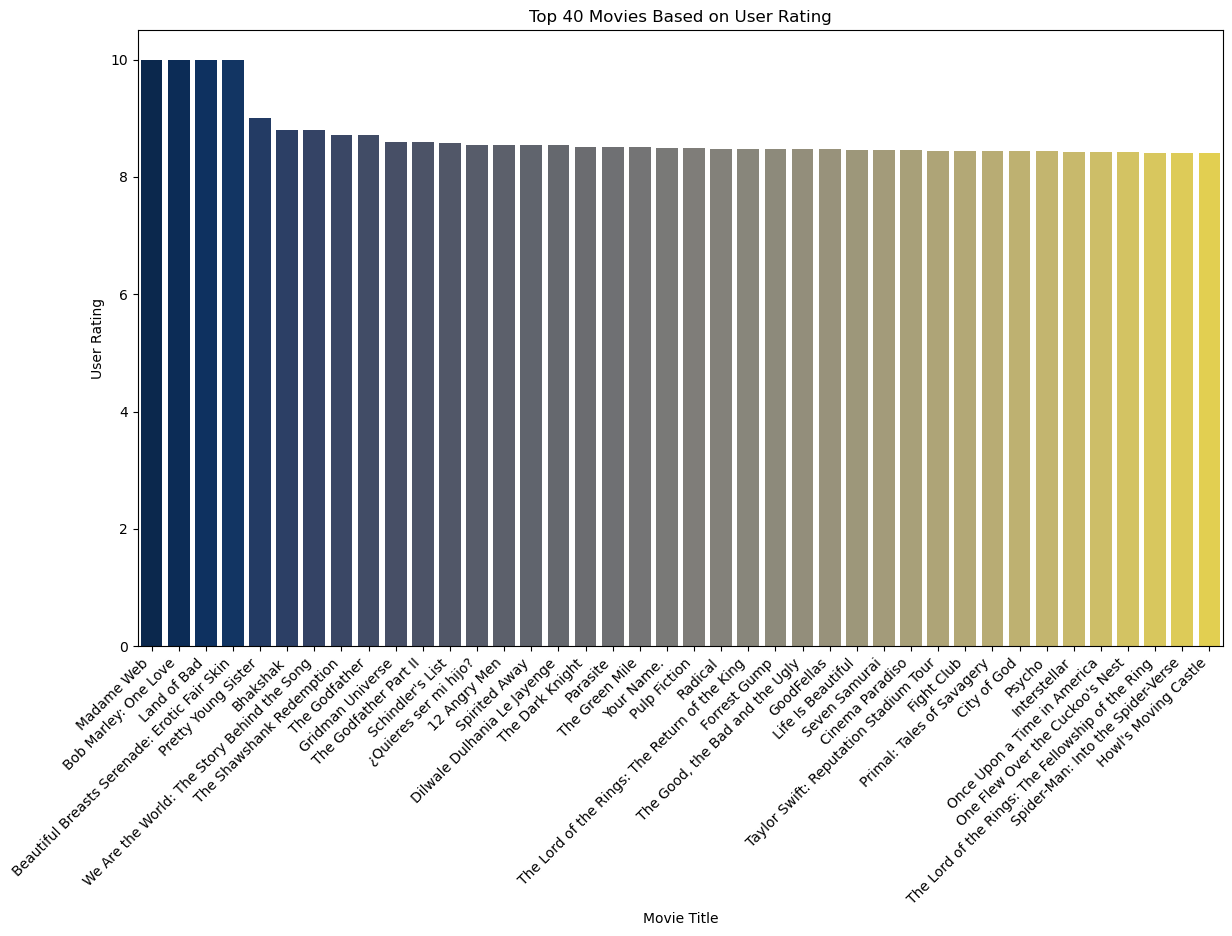 Top 40 Movies Based on User Rating
User Rating
10
8
6
4
2
0
Madame Web
Bob Marley: One Love
Land of Bad
Beautiful Breasts Serenade: Erotic Fair Skin
Pretty Young Sister
Bhakshak
We Are the World: The Story Behind the Song
The Shawshank Redemption
The Godfather
Gridman Universe
The Godfather Part II
Schindler's List
¿Quieres ser mi hijo?
12 Angry Men
Spirited Away
Dilwale Dulhania Le Jayenge
The Dark Knight
Parasite
The Green Mile
Your Name.
Pulp Fiction
Radical
The Lord of the Rings: The Return of the King
Forrest Gump
The Good, the Bad and the Ugly
GoodFellas
Life Is Beautiful
Seven Samurai
Cinema Paradiso
Taylor Swift: Reputation Stadium Tour
Fight Club
Primal: Tales of Savagery
City of God
Psycho
Interstellar
Once Upon a Time in America
One Flew Over the Cuckoo's Nest
The Lord of the Rings: The Fellowship of the Ring
Spider-Man: Into the Spider-Verse
Howl's Moving Castle
Movie Title